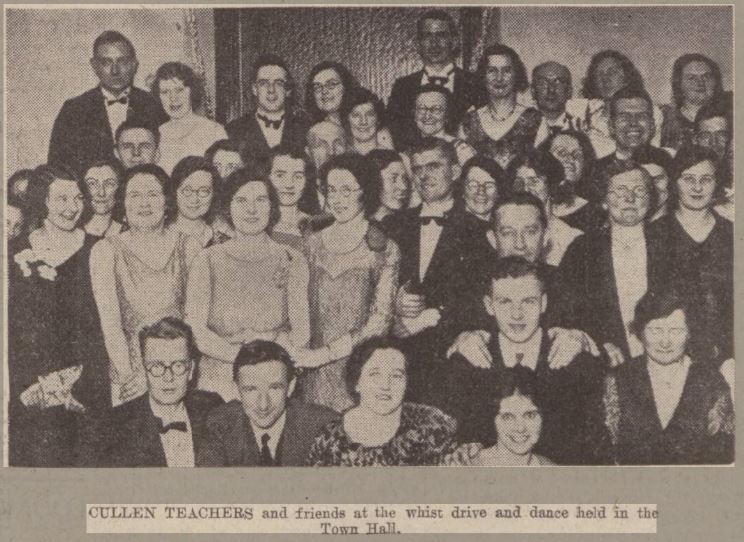 CULLEN TEACHERS and friends at the whist drive and dance held in the
Town Hall.